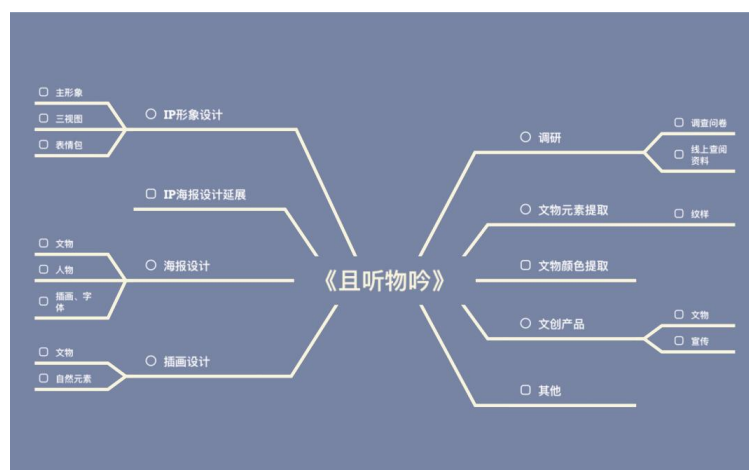 主形象
三视图
表情包
IP形象设计
IP海报设计延展
文物
人物
插画、字
体
海报设计
文物
自然元素
插画设计
《且听物吟》
调研
调查问卷
线上查阅
资料
文物元素提取
纹样
文物颜色提取
文创产品
文物
宣传
其他